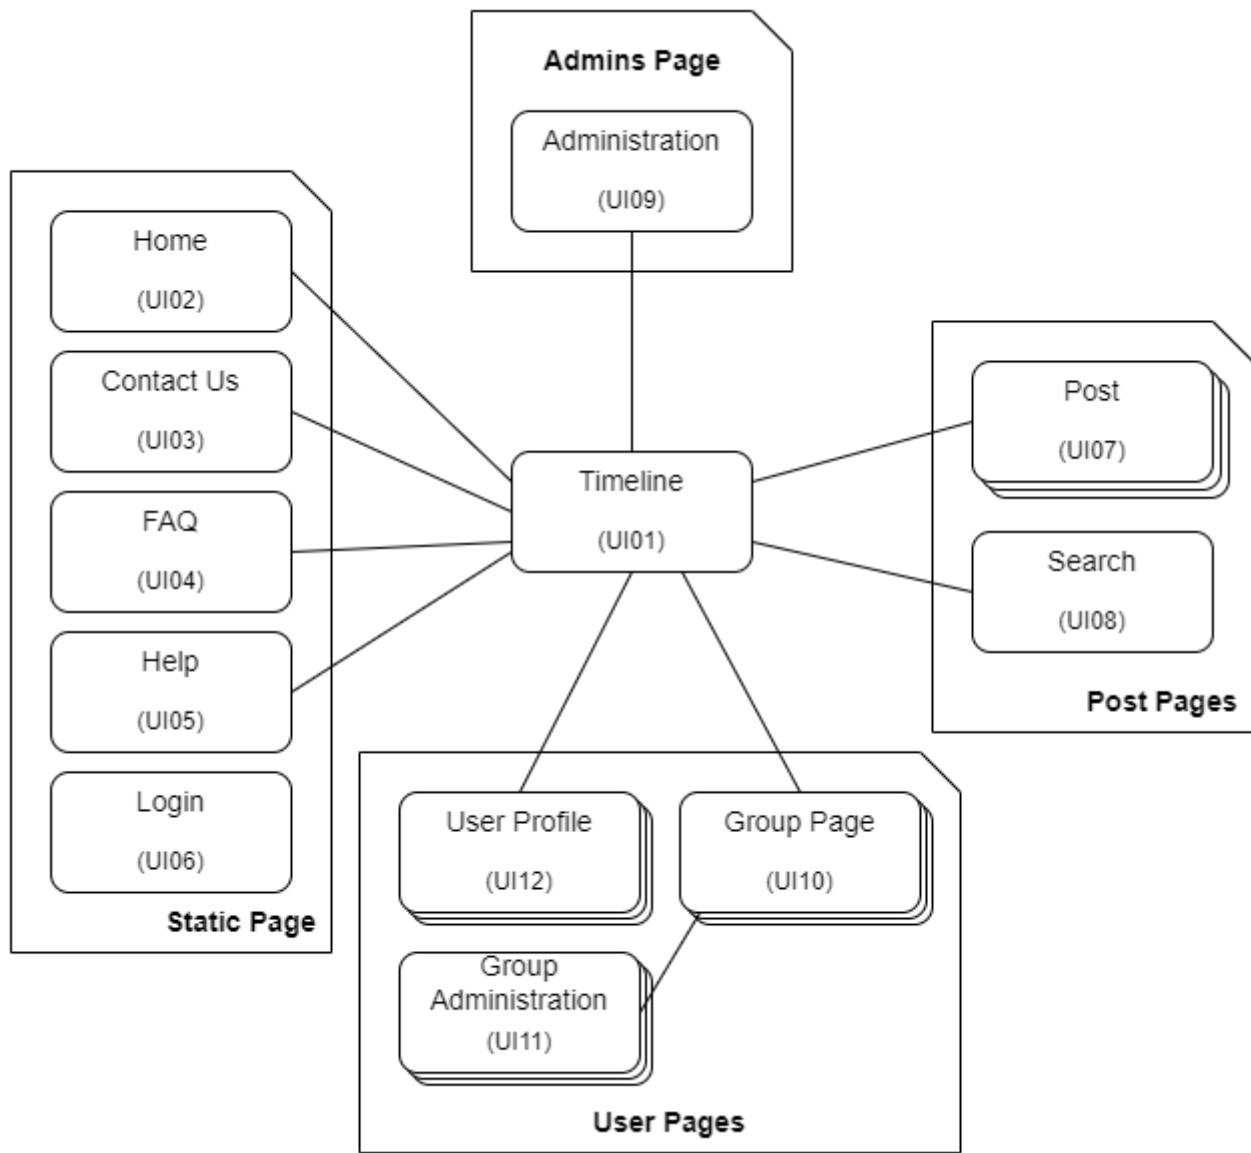 Admins Page
Administration
(UI09)
Home
(UI02)
Contact Us
(UI03)
FAQ
(UI04)
Help
(UI05)
Login
(UI06)
Static Page
Timeline
(UI01)
Post
(UI07)
Search
(UI08)
Post Pages
User Profile
(UI12)
Group Page
(UI10)
Group
Administration
(UI11)
User Pages